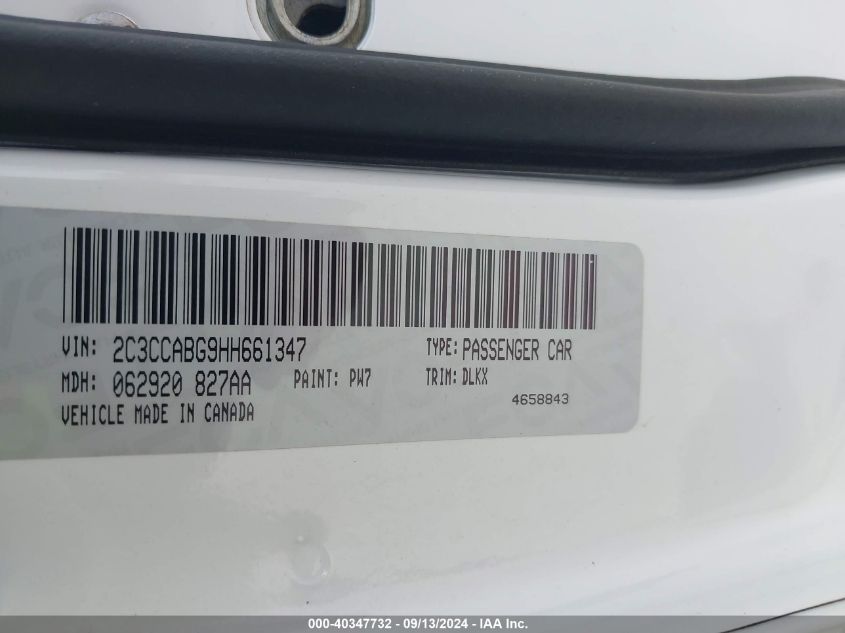 VIN: 2C3CCABG9HH661347 TYPE: PASSENGER CAR
MDH: 062920 827AA PAINT: PW7 TRIM: DLKX
VEHICLE MADE IN CANADA 4658843
000-40347732 - 09/13/2024 - IAA Inc.